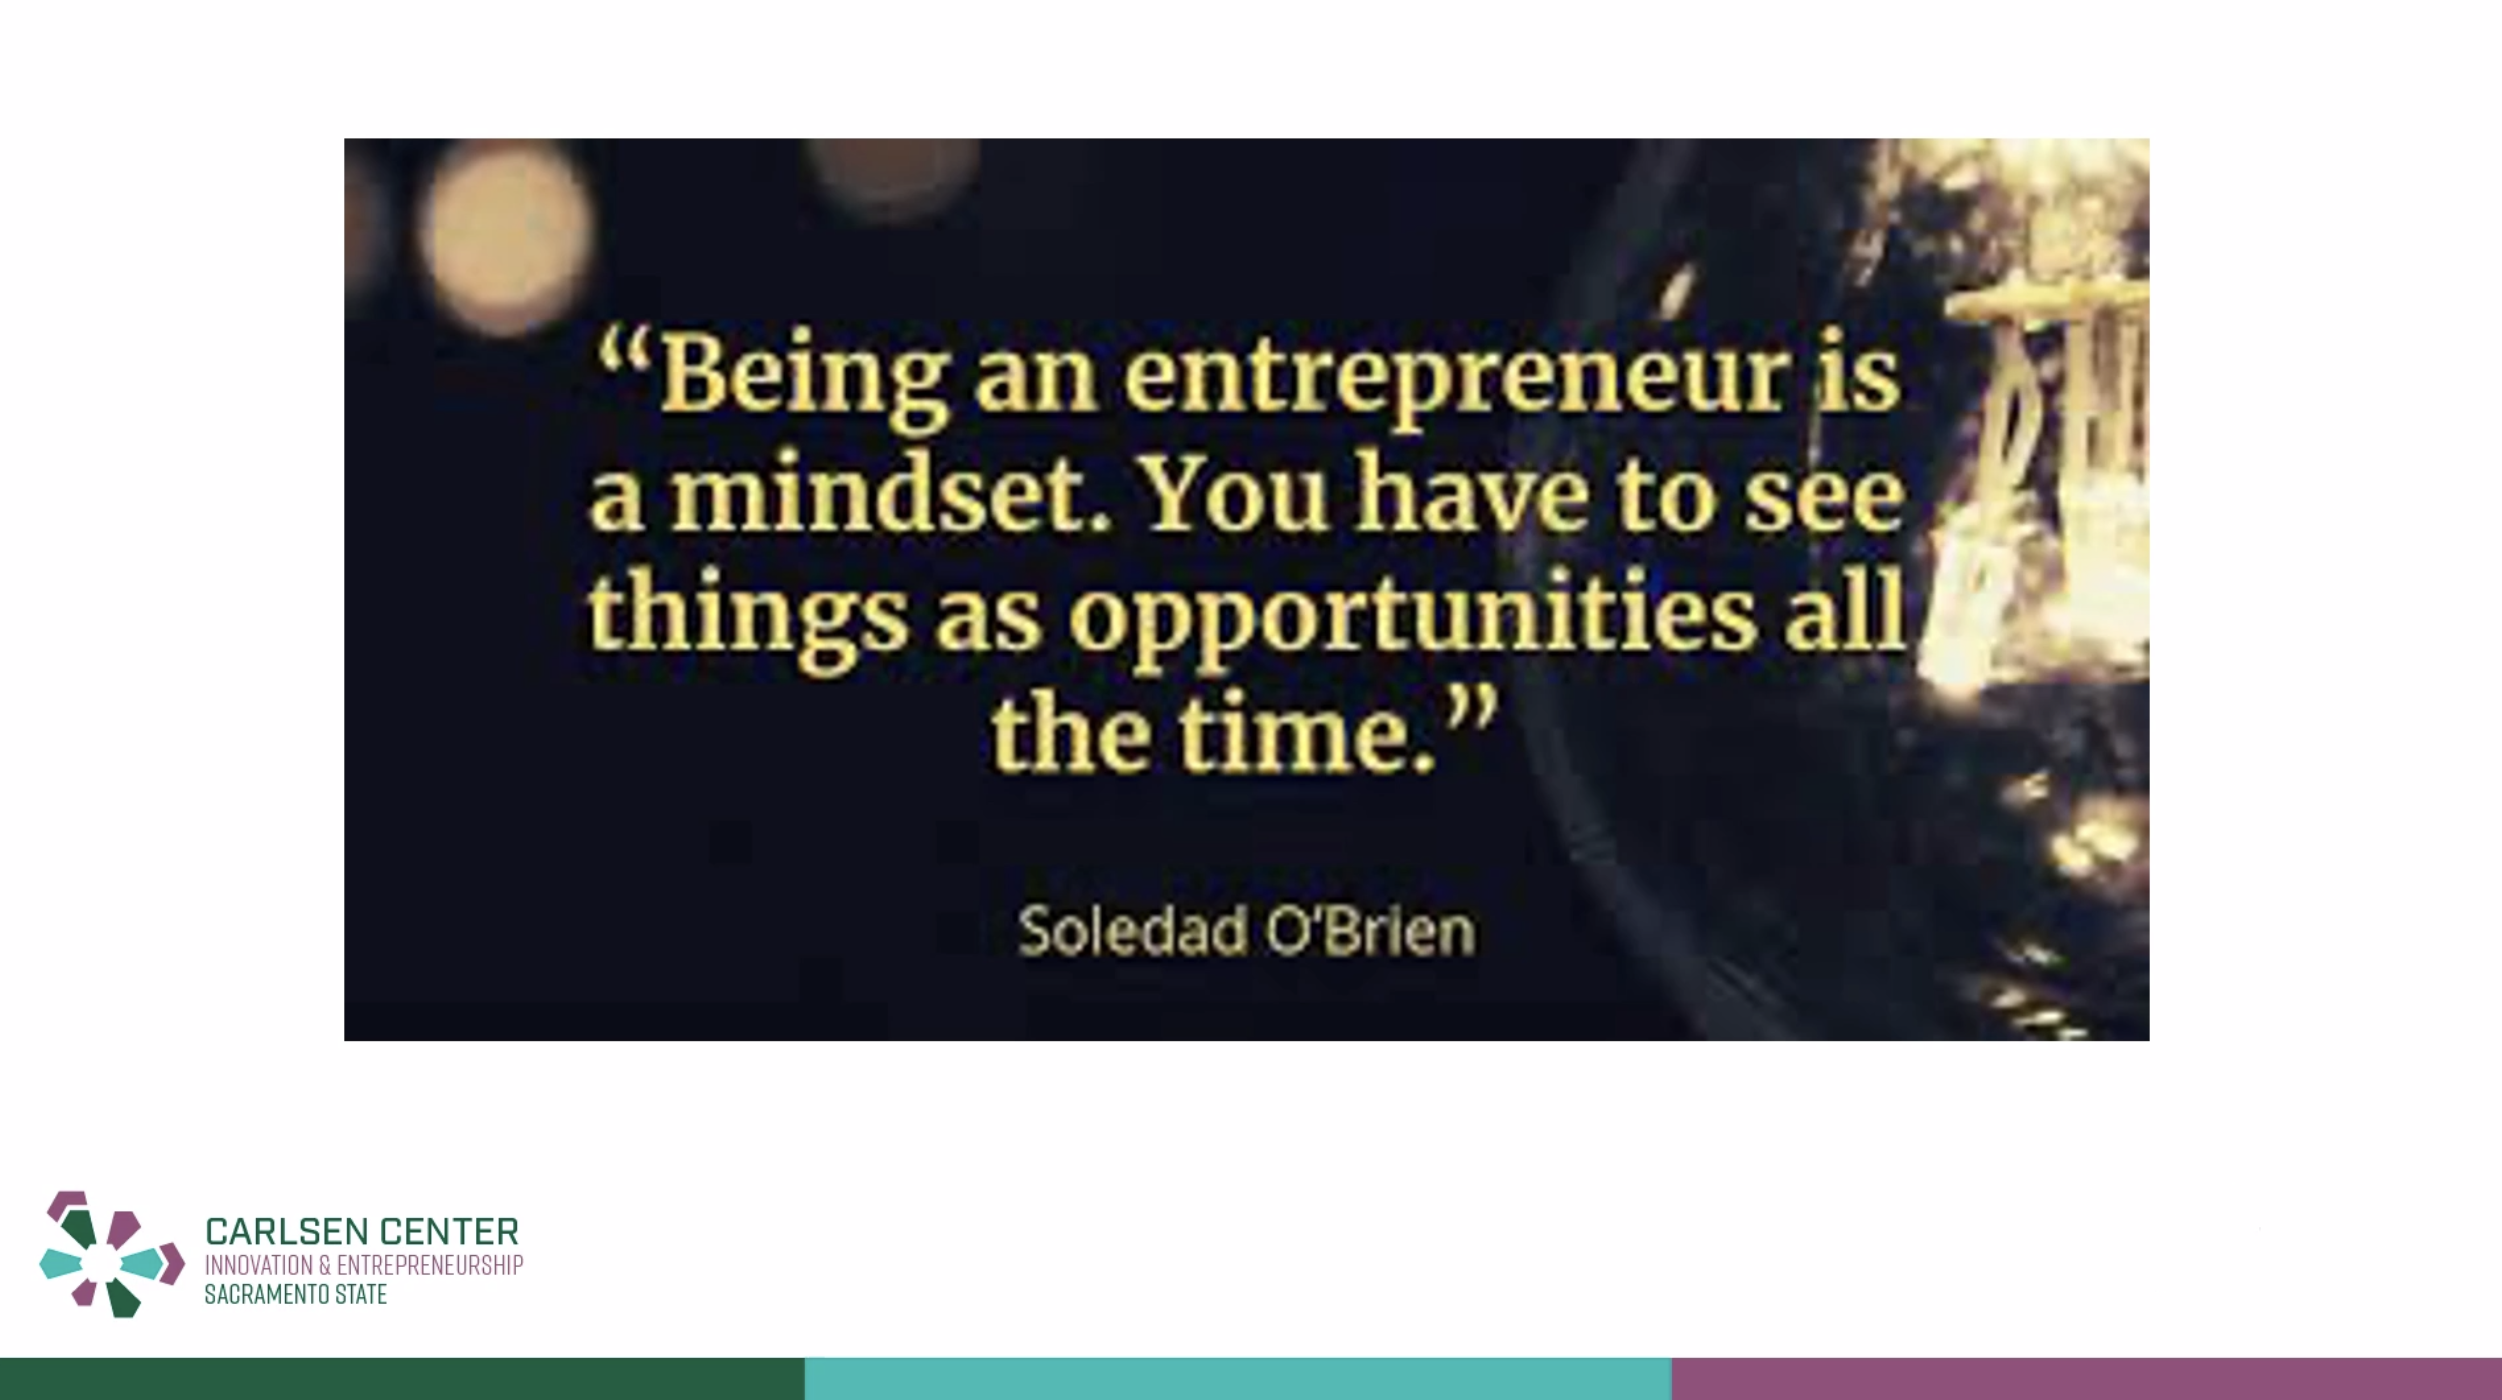 “Being an entrepreneur is
a mindset. You have to see
things as opportunities all
the time.”
Soledad O'Brien
CARLSEN CENTER
INNOVATION & ENTREPRENEURSHIP
SACRAMENTO STATE